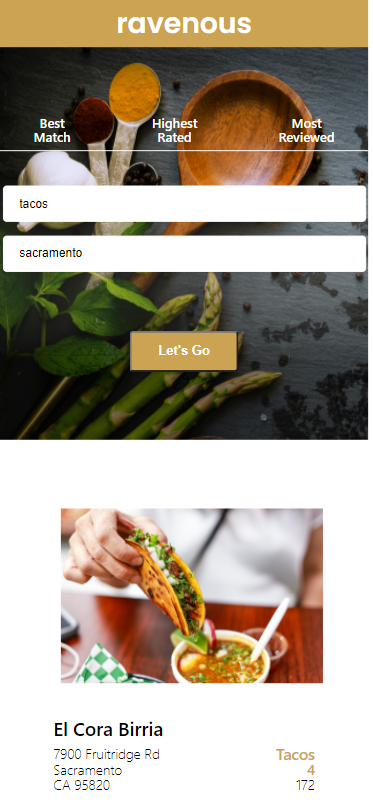 ravenous
Best Highest Most
Match Rated Reviewed
tacos
sacramento
Let's Go
El Cora Birria
7900 Fruitridge Rd Tacos
Sacramento 4
CA 95820 172